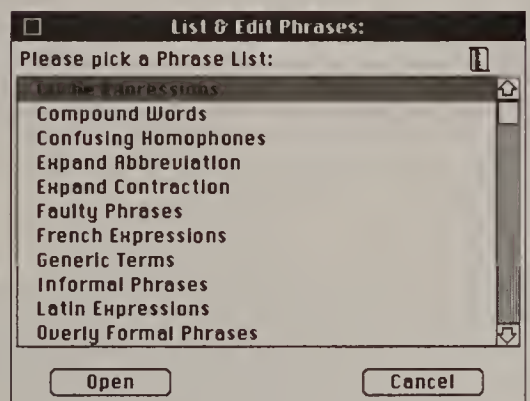 List & Edit Phrases:
Please pick a Phrase List:
Expressions
Compound Words
Confusing Homophones
Expand Abbreviation
Expand Contraction
Faulty Phrases
French Expressions
Generic Terms
Informal Phrases
Latin Expressions
Overly Formal Phrases
Open
Cancel